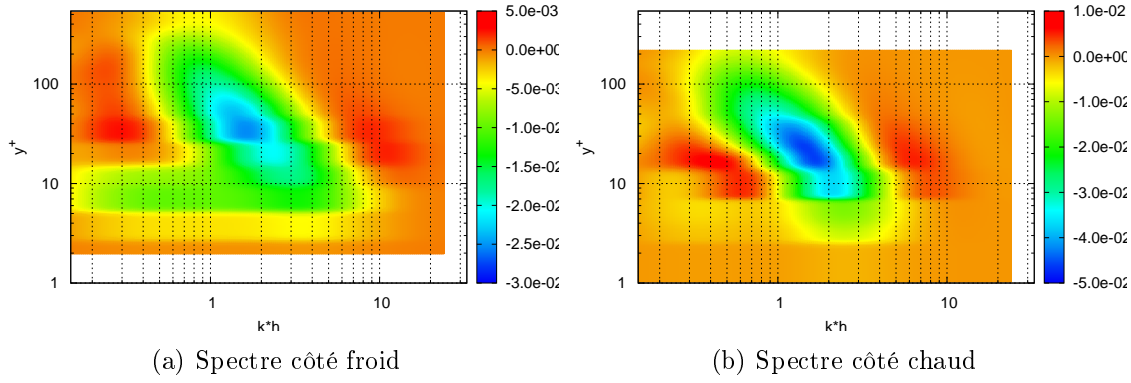 5.0e-03
0.0e+00
-5.0e-03
-1.0e-02
-1.5e-02
-2.0e-02
-2.5e-02
-3.0e-02
100
10
1
y+
1
10
k*h
(a) Spectre côté froid
1.0e-02
0.0e+00
-1.0e-02
-2.0e-02
-3.0e-02
-4.0e-02
-5.0e-02
100
10
1
y+
1
10
k*h
(b) Spectre côté chaud